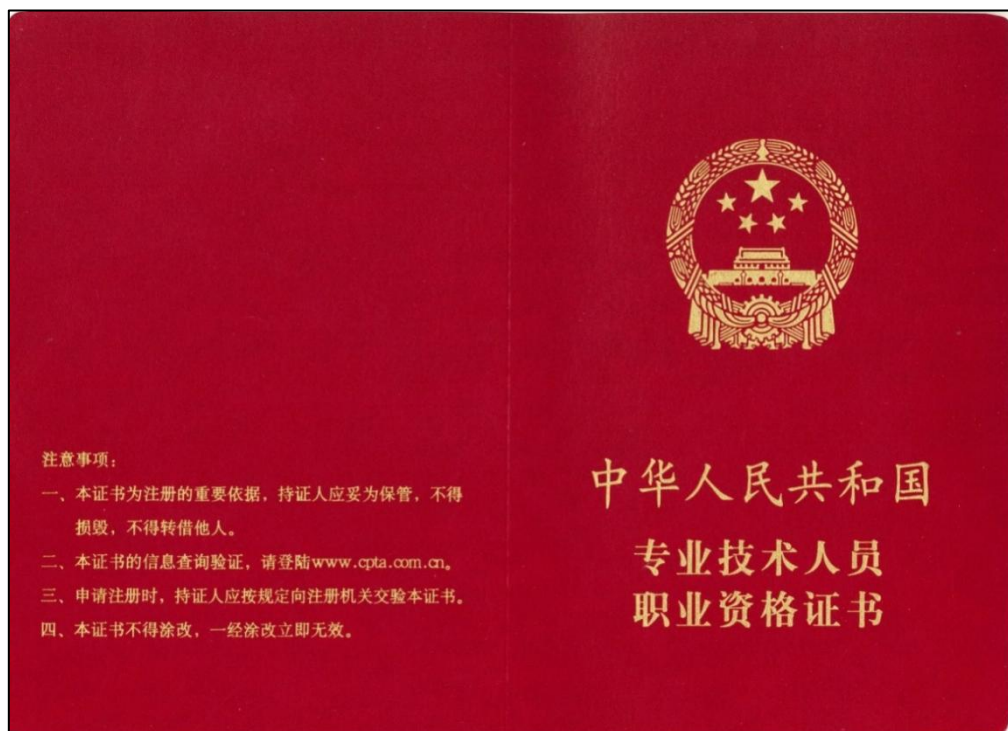 注意事项：
一、本证书为注册的重要依据，持证人应妥为保管，不得
损毁，不得转借他人。
二、本证书的信息查询验证，请登陆www.cpta.com.cn。
三、申请注册时，持证人应按规定向注册机关交验本证书。
四、本证书不得涂改，一经涂改立即无效。
中华人民共和国
专业技术人员
职业资格证书